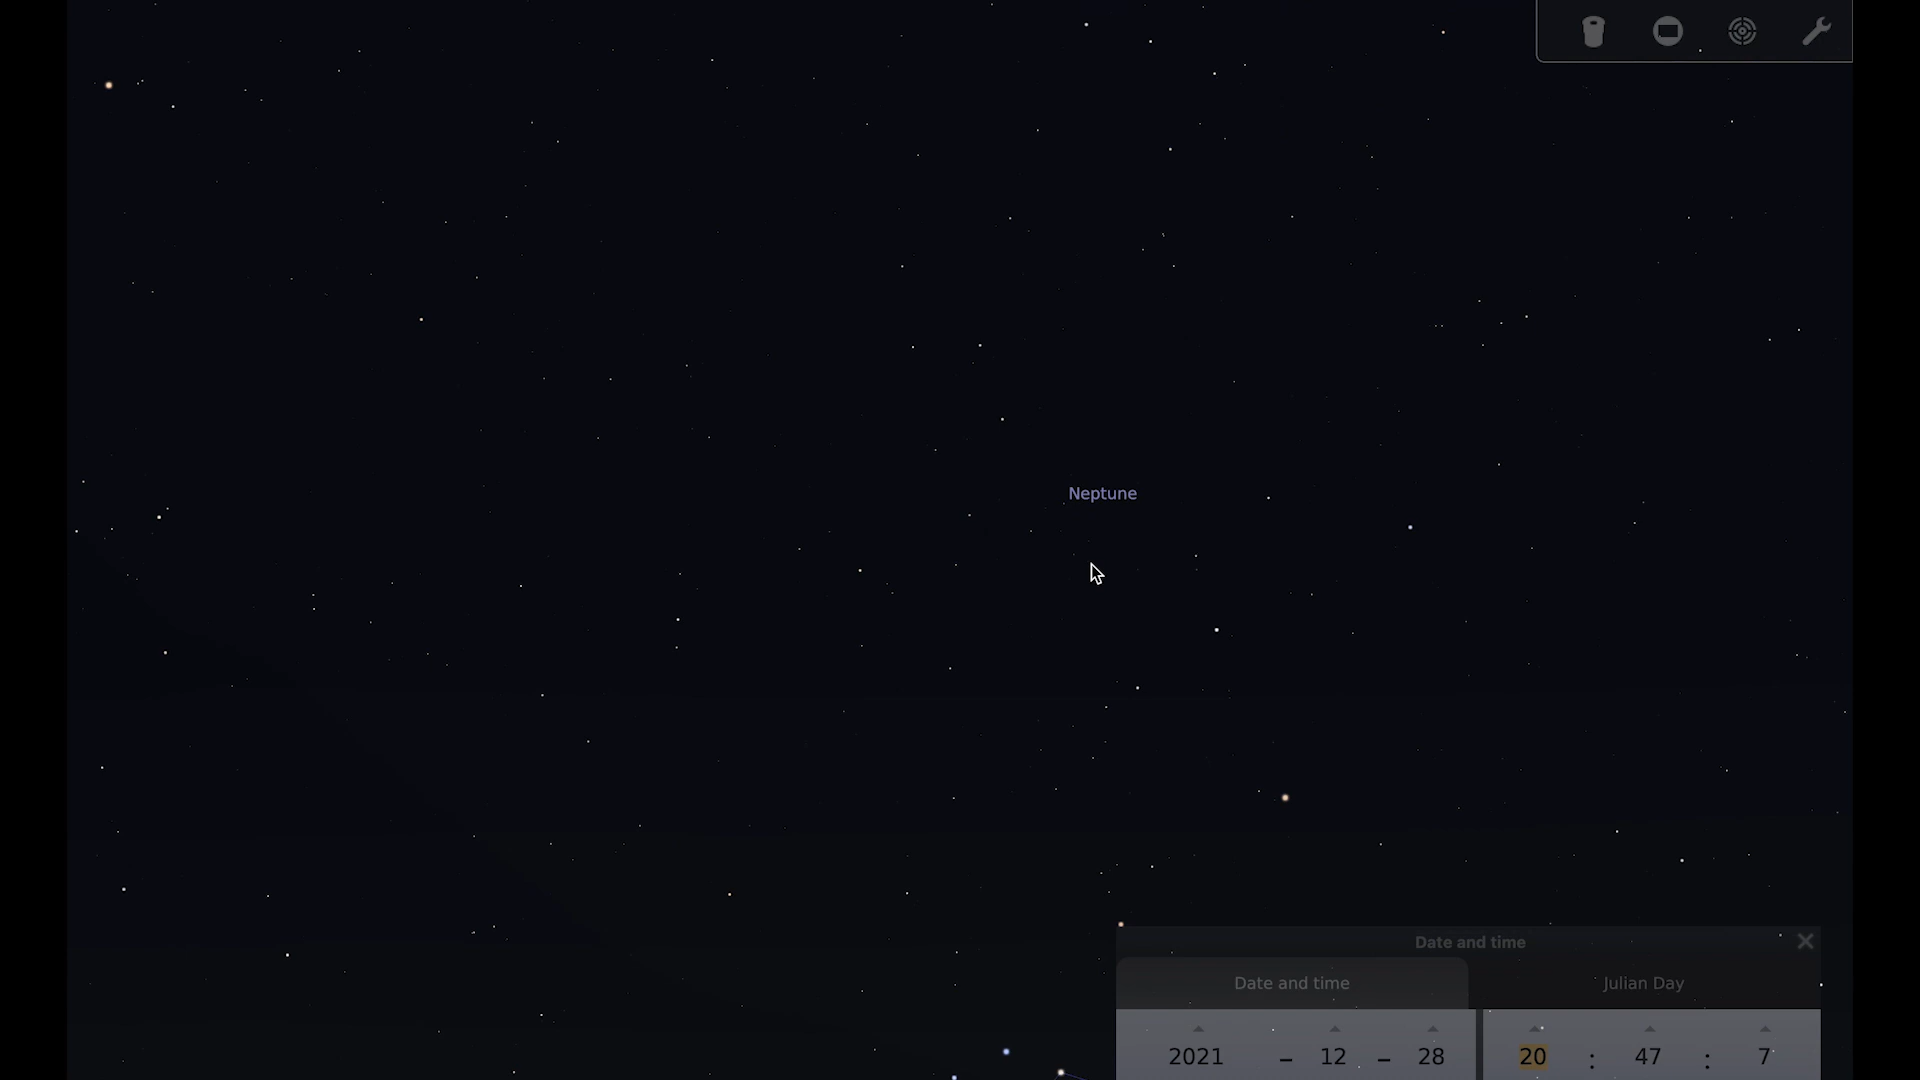 Neptune
Date and time
Date and time Julian Day
2021 – 12 – 28 20 : 47 : 7